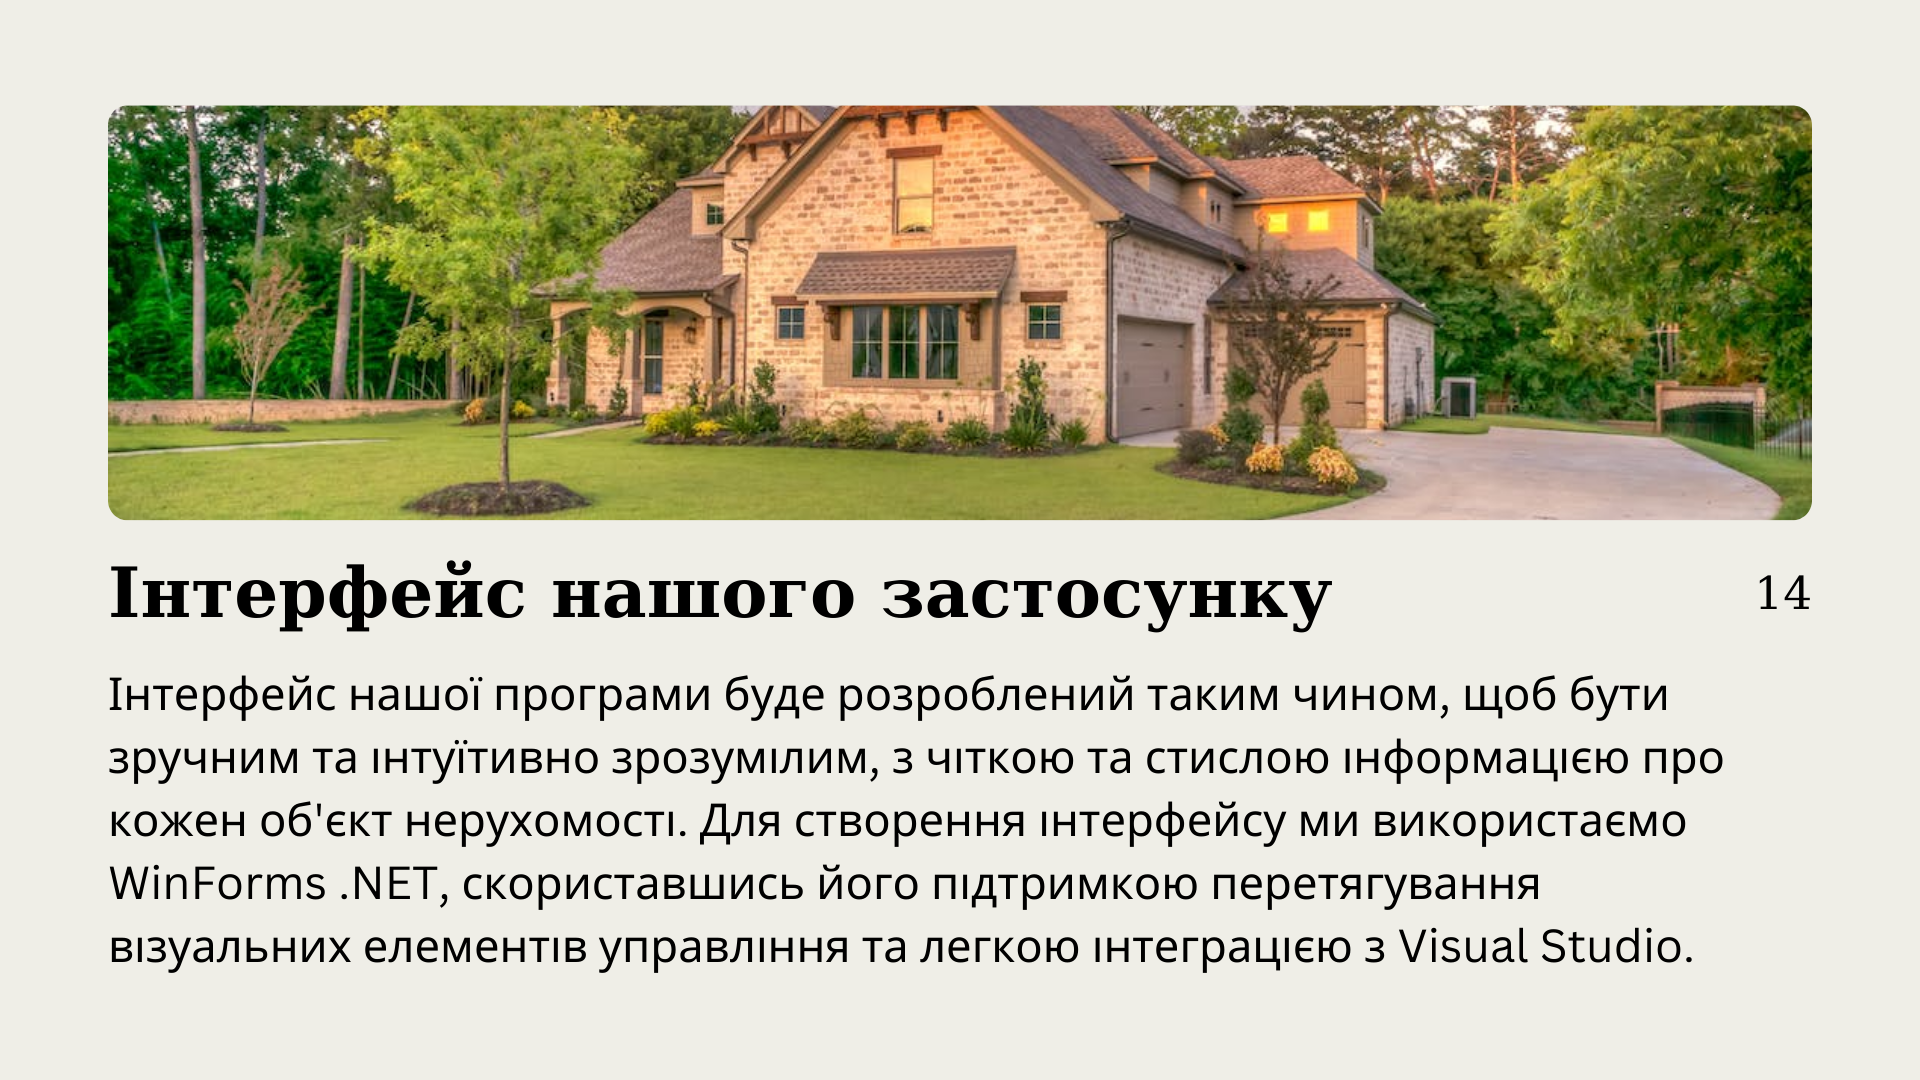 Інтерфейс нашого застосунку
14
Інтерфейс нашої програми буде розроблений таким чином, щоб бути
зручним та інтуїтивно зрозумілим, з чіткою та стислою інформацією про
кожен об'єкт нерухомості. Для створення інтерфейсу ми використаємо
WinForms .NET, скориставшись його підтримкою перетягування
візуальних елементів управління та легкою інтеграцією з Visual Studio.